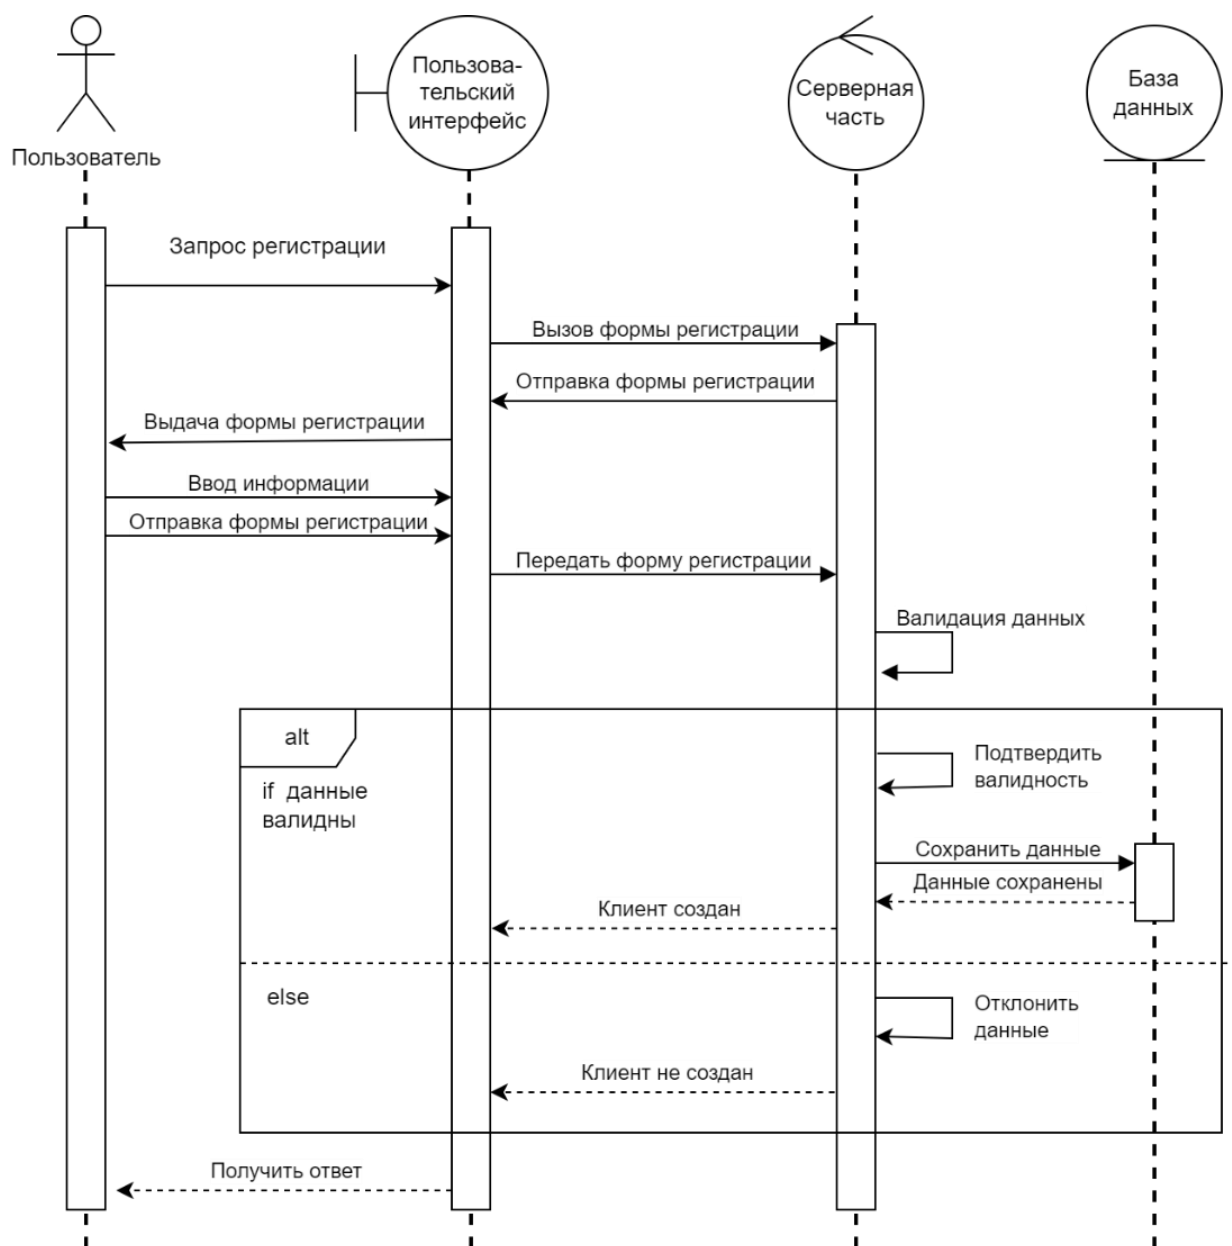 Пользова-
тельский
интерфейс
Серверная
часть
База
данных
Пользователь
Запрос регистрации
Вызов формы регистрации
Отправка формы регистрации
Выдача формы регистрации
Ввод информации
Отправка формы регистрации
Передать форму регистрации
Валидация данных
alt
if данные
валидны
Подтвердить
валидность
Сохранить данные
Данные сохранены
Клиент создан
else
Отклонить
данные
Клиент не создан
Получить ответ